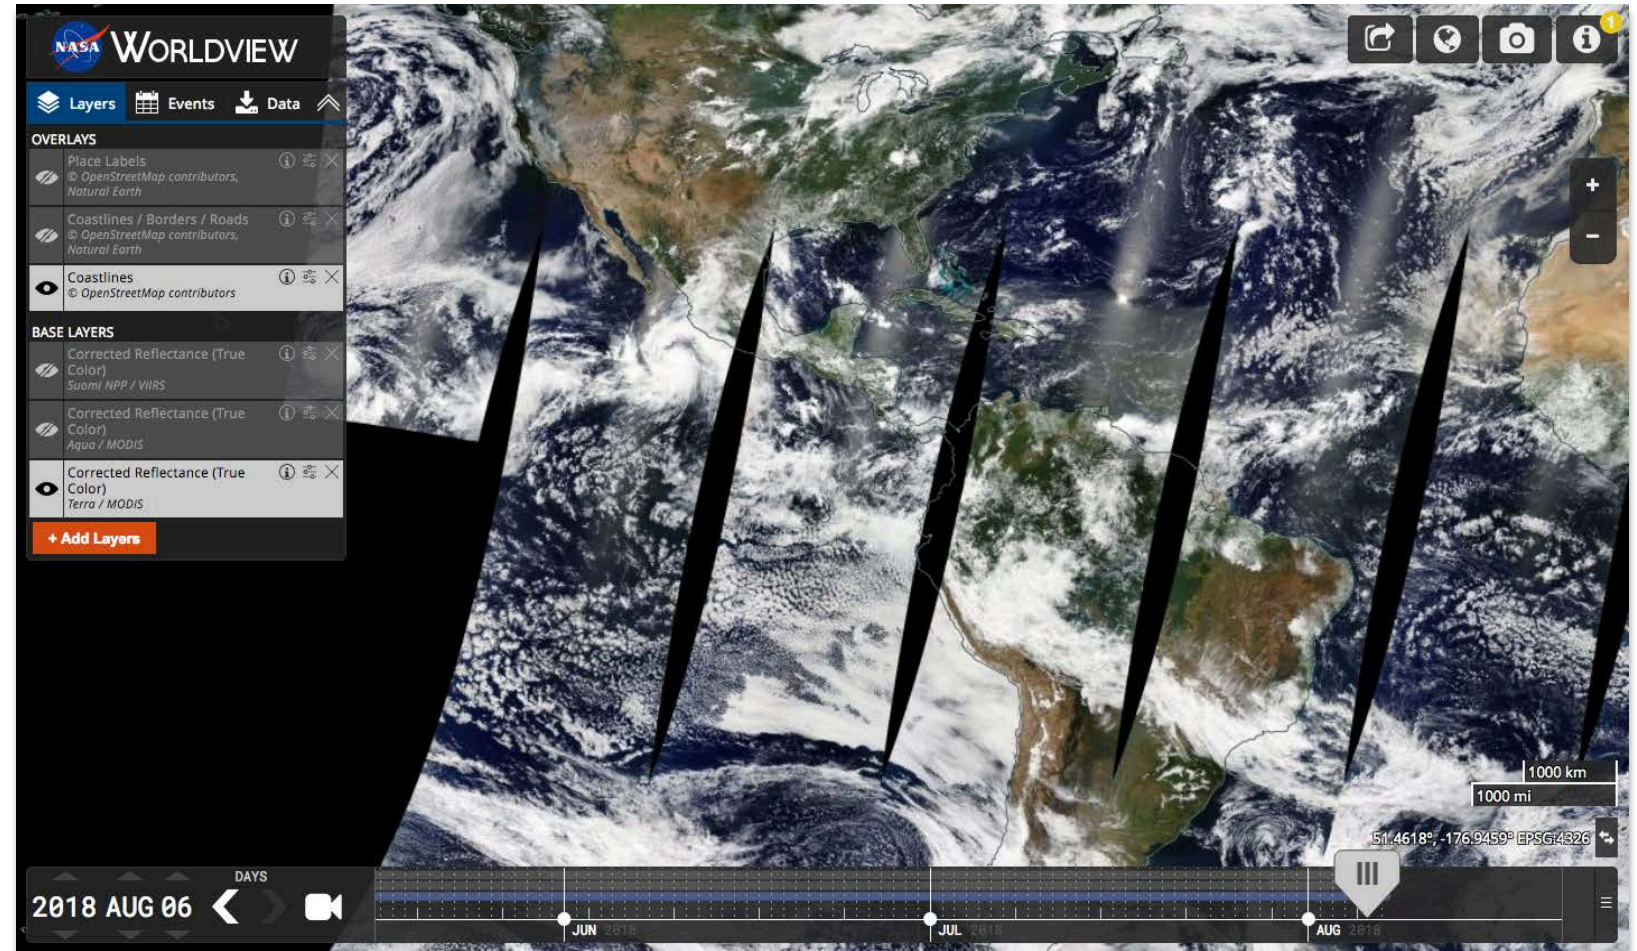 NASA WORLDVIEW
1
Layers Events Data
OVERLAYS
Place Labels
© OpenStreetMap contributors,
Natural Earth
Coastlines / Borders / Roads
© OpenStreetMap contributors,
Natural Earth
Coastlines
© OpenStreetMap contributors
BASE LAYERS
Corrected Reflectance (True
Color)
Suomi NPP / VIIRS
Corrected Reflectance (True
Color)
Aqua / MODIS
Corrected Reflectance (True
Color)
Terra / MODIS
+ Add Layers
+
−
1000 km
1000 mi
51.4618°, -176.9459° EPSG:4326
DAYS
2018 AUG 06
JUN 2018
JUL 2018
AUG 2018